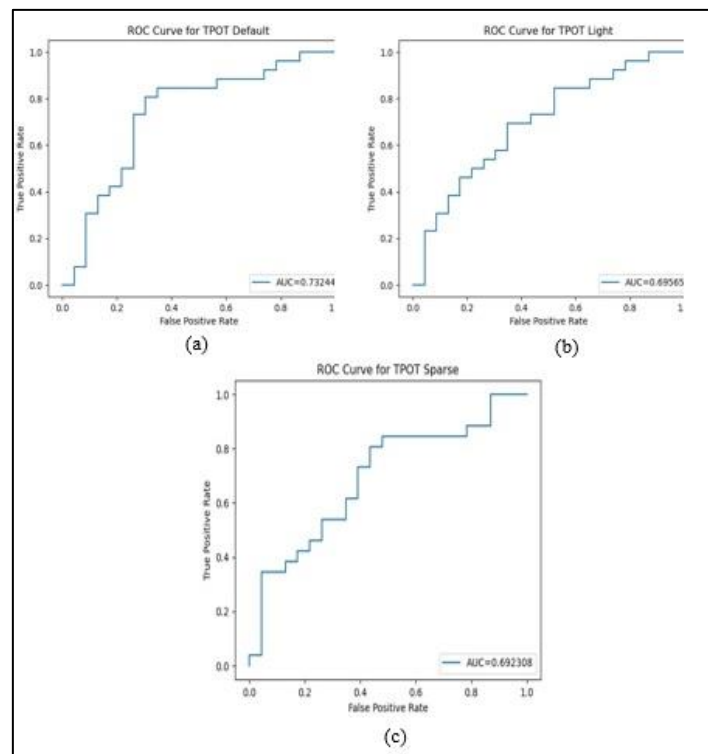 ROC Curve for TPOT Default
True Positive Rate
1.0
0.8
0.6
0.4
0.2
0.0
AUC=0.73244
0.0 0.2 0.4 0.6 0.8 1.
False Positive Rate
(a)
ROC Curve for TPOT Light
True Positive Rate
1.0
0.8
0.6
0.4
0.2
0.0
AUC=0.69565
0.0 0.2 0.4 0.6 0.8 1.
False Positive Rate
(b)
ROC Curve for TPOT Sparse
True Positive Rate
1.0
0.8
0.6
0.4
0.2
0.0
AUC=0.692308
0.0 0.2 0.4 0.6 0.8 1.0
False Positive Rate
(c)